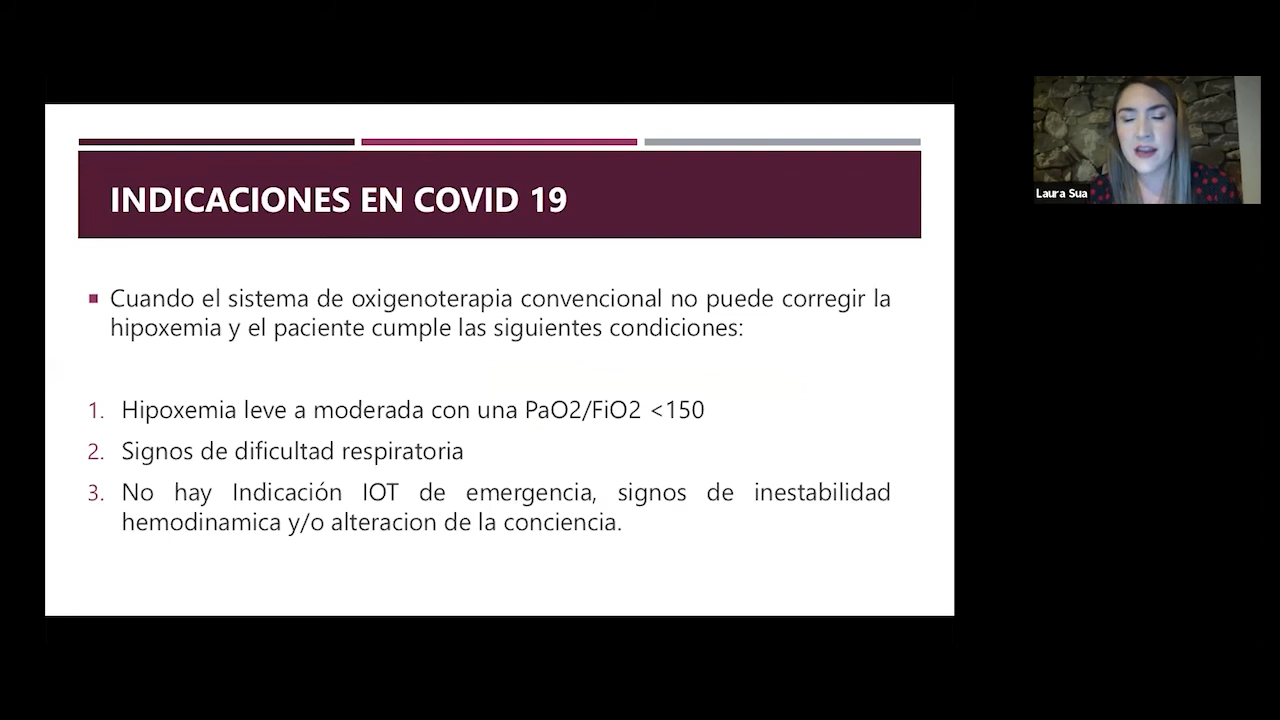 INDICACIONES EN COVID 19
Cuando el sistema de oxigenoterapia convencional no puede corregir la
hipoxemia y el paciente cumple las siguientes condiciones:
1. Hipoxemia leve a moderada con una PaO2/FiO2 <150
2. Signos de dificultad respiratoria
3. No hay Indicación IOT de emergencia, signos de inestabilidad
hemodinamica y/o alteracion de la conciencia.
Laura Sua